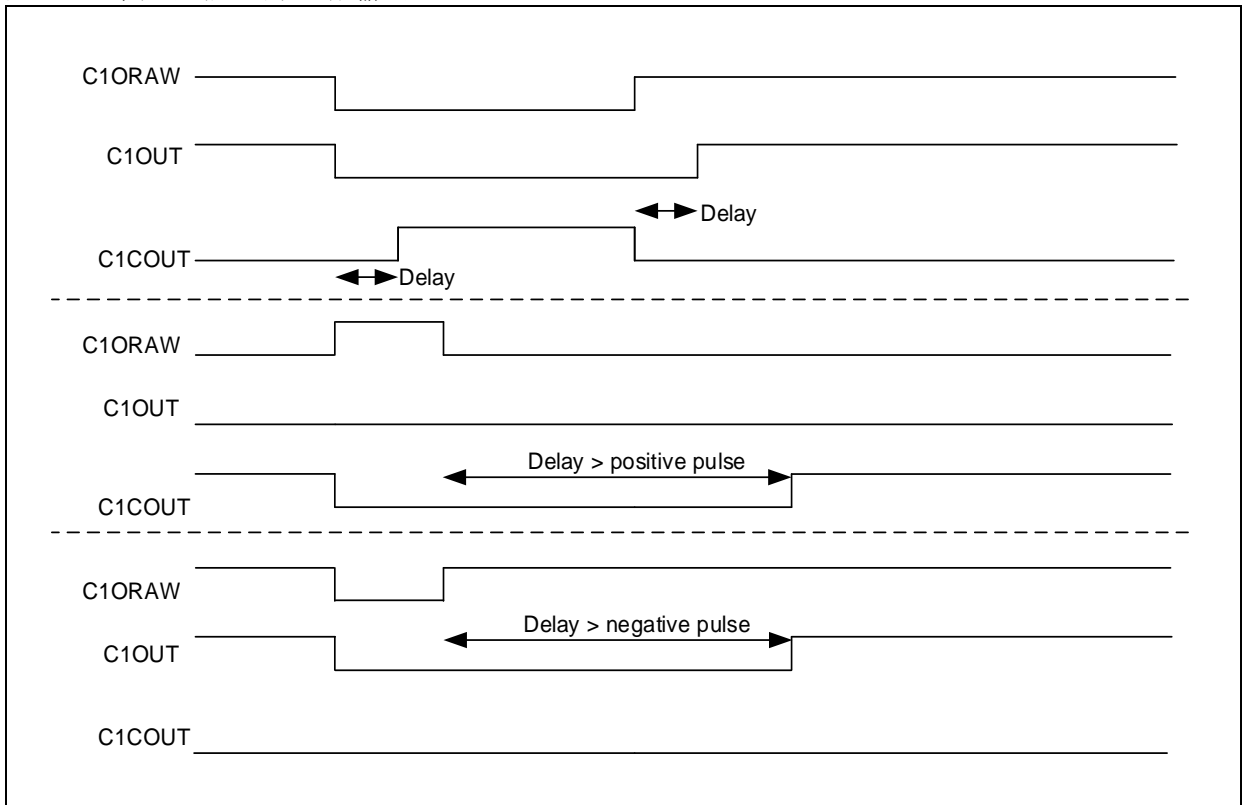 C1ORAW
C1OUT
Delay
C1COUT
Delay
C1ORAW
C1OUT
Delay > positive pulse
C1COUT
C1ORAW
Delay > negative pulse
C1OUT
C1COUT